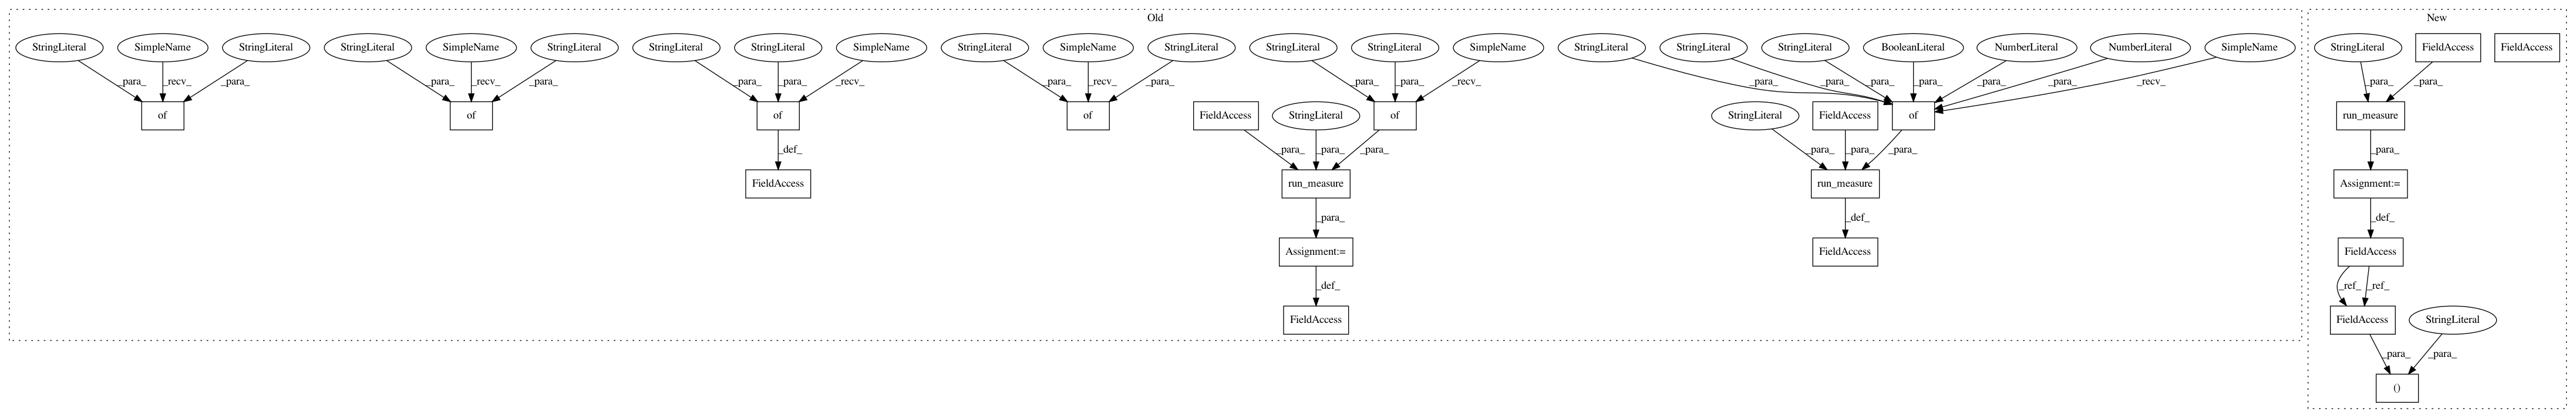 Old
New
StringLiteral SimpleName StringLiteral StringLiteral SimpleName StringLiteral StringLiteral StringLiteral SimpleName StringLiteral SimpleName StringLiteral StringLiteral StringLiteral SimpleName StringLiteral StringLiteral StringLiteral BooleanLiteral NumberLiteral NumberLiteral SimpleName StringLiteral FieldAccess FieldAccess
_para_ _recv_ _para_ _para_ _recv_ _para_ _para_ _para_ _recv_ _para_ _recv_ _para_ _para_ _para_ _recv_ _para_ _para_ _para_ _para_ _para_ _para_ _recv_ _para_ _para_
of of of of FieldAccess StringLiteral of StringLiteral FieldAccess of run_measure
_def_ _para_ _para_ _para_ _para_ _para_ _para_ _para_
FieldAccess run_measure run_measure Assignment:=
_para_ _def_ _def_
Assignment:= FieldAccess FieldAccess
_def_ _ref_ _ref_
FieldAccess FieldAccess StringLiteral
_para_ _para_
()